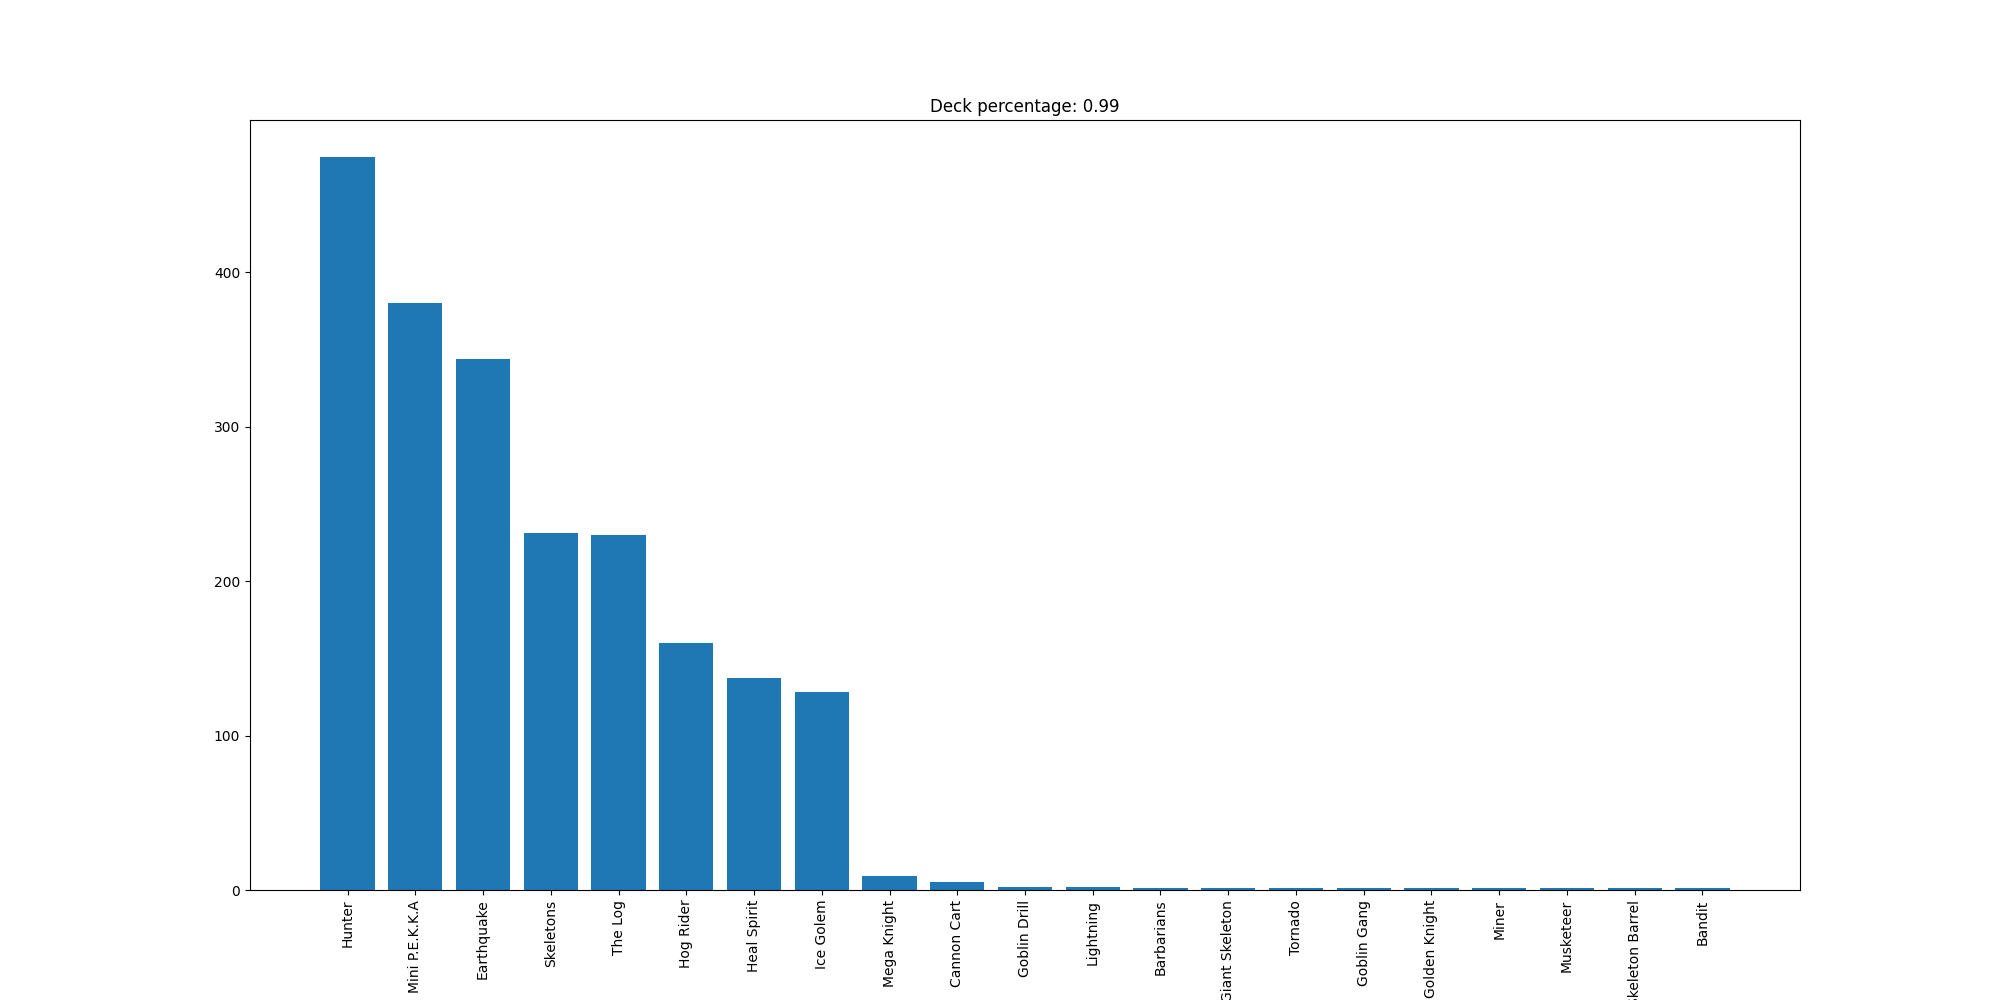 Deck percentage: 0.99
400
300
200
100
0
Hunter
Mini P.E.K.K.A
Earthquake
Skeletons
The Log
Hog Rider
Heal Spirit
Ice Golem
Mega Knight
Cannon Cart
Goblin Drill
Lightning
Barbarians
Giant Skeleton
Tornado
Goblin Gang
Golden Knight
Miner
Musketeer
Skeleton Barrel
Bandit